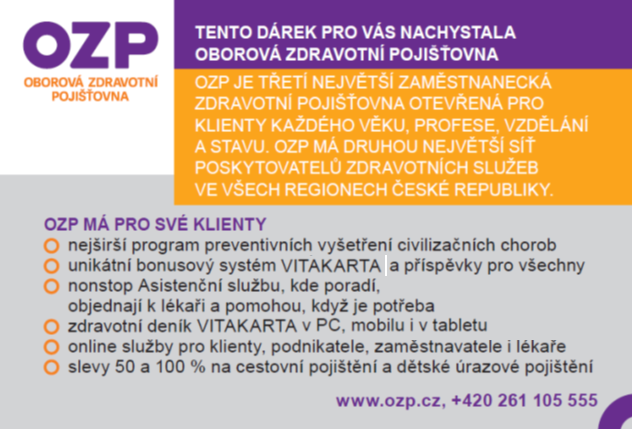 OZP
OBOROVÁ ZDRAVOTNÍ
POJIŠŤOVNA
TENTO DÁREK PRO VÁS NACHYSTALA
OBOROVÁ ZDRAVOTNÍ POJIŠŤOVNA
OZP JE TŘETÍ NEJVĚTŠÍ ZAMĚSTNANECKÁ
ZDRAVOTNÍ POJIŠŤOVNA OTEVŘENÁ PRO
KLIENTY KAŽDÉHO VĚKU, PROFESE, VZDĚLÁNÍ
A STAVU. OZP MÁ DRUHOU NEJVĚTŠÍ SÍŤ
POSKYTOVATELŮ ZDRAVOTNÍCH SLUŽEB
VE VŠECH REGIONECH ČESKÉ REPUBLIKY.
OZP MÁ PRO SVÉ KLIENTY
nejširší program preventivních vyšetření civilizačních chorob
unikátní bonusový systém VITAKARTA a příspěvky pro všechny
nonstop Asistenční službu, kde poradí,
objednají k lékaři a pomohou, když je potřeba
zdravotní deník VITAKARTA v PC, mobilu i v tabletu
online služby pro klienty, podnikatele, zaměstnavatele i lékaře
slevy 50 a 100 % na cestovní pojištění a dětské úrazové pojištění
www.ozp.cz, +420 261 105 555